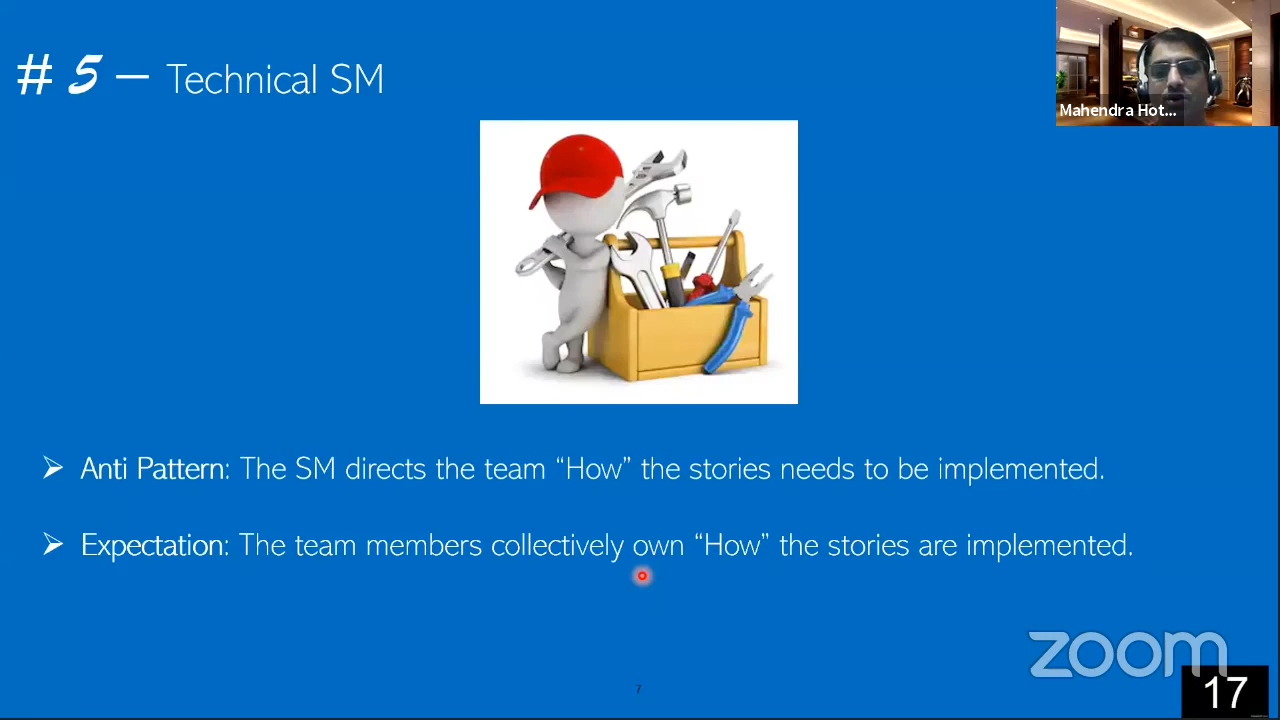 # 5 – Technical SM
Mahendra Hot...
➢ Anti Pattern: The SM directs the team “How” the stories needs to be implemented.
➢ Expectation: The team members collectively own “How” the stories are implemented.
zoom
7
17